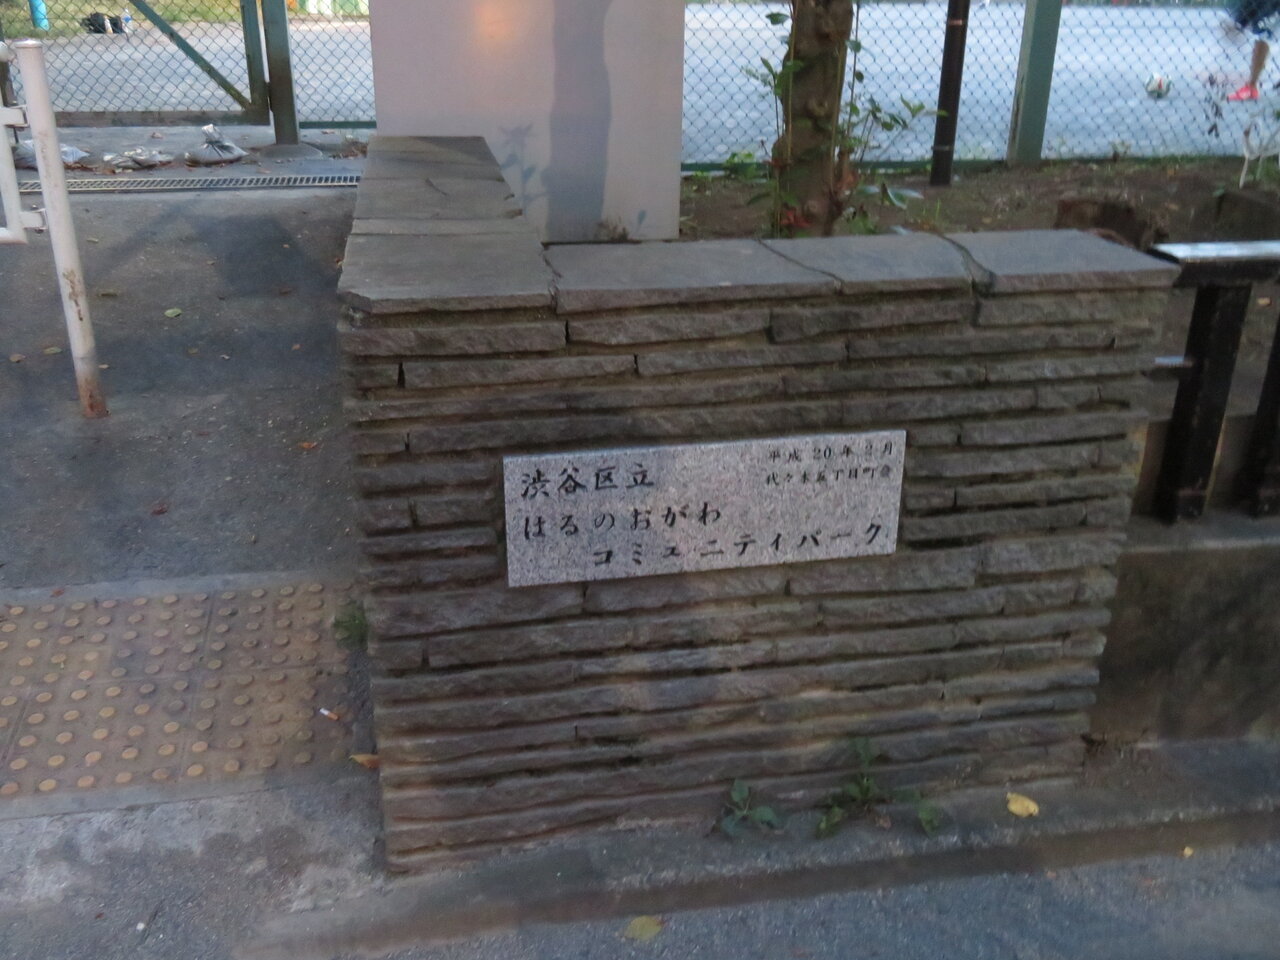 渋谷区立
はるのおがわ
コミュニティパーク
平成20年2月
代々木五丁目町会